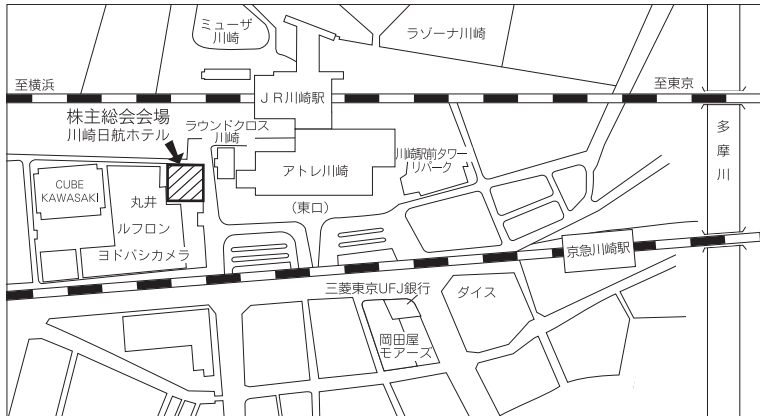 ミューザ
川崎
ラゾーナ川崎
至横浜
JR川崎駅
至東京
株主総会会場
川崎日航ホテル
ラウンドクロス
川崎
アトレ川崎
川崎駅前タワー
リパーク
多摩川
CUBE
KAWASAKI
丸井
ルフロン
ヨドバシカメラ
（東口）
京急川崎駅
三菱東京UFJ銀行
ダイス
岡田屋
モアーズ